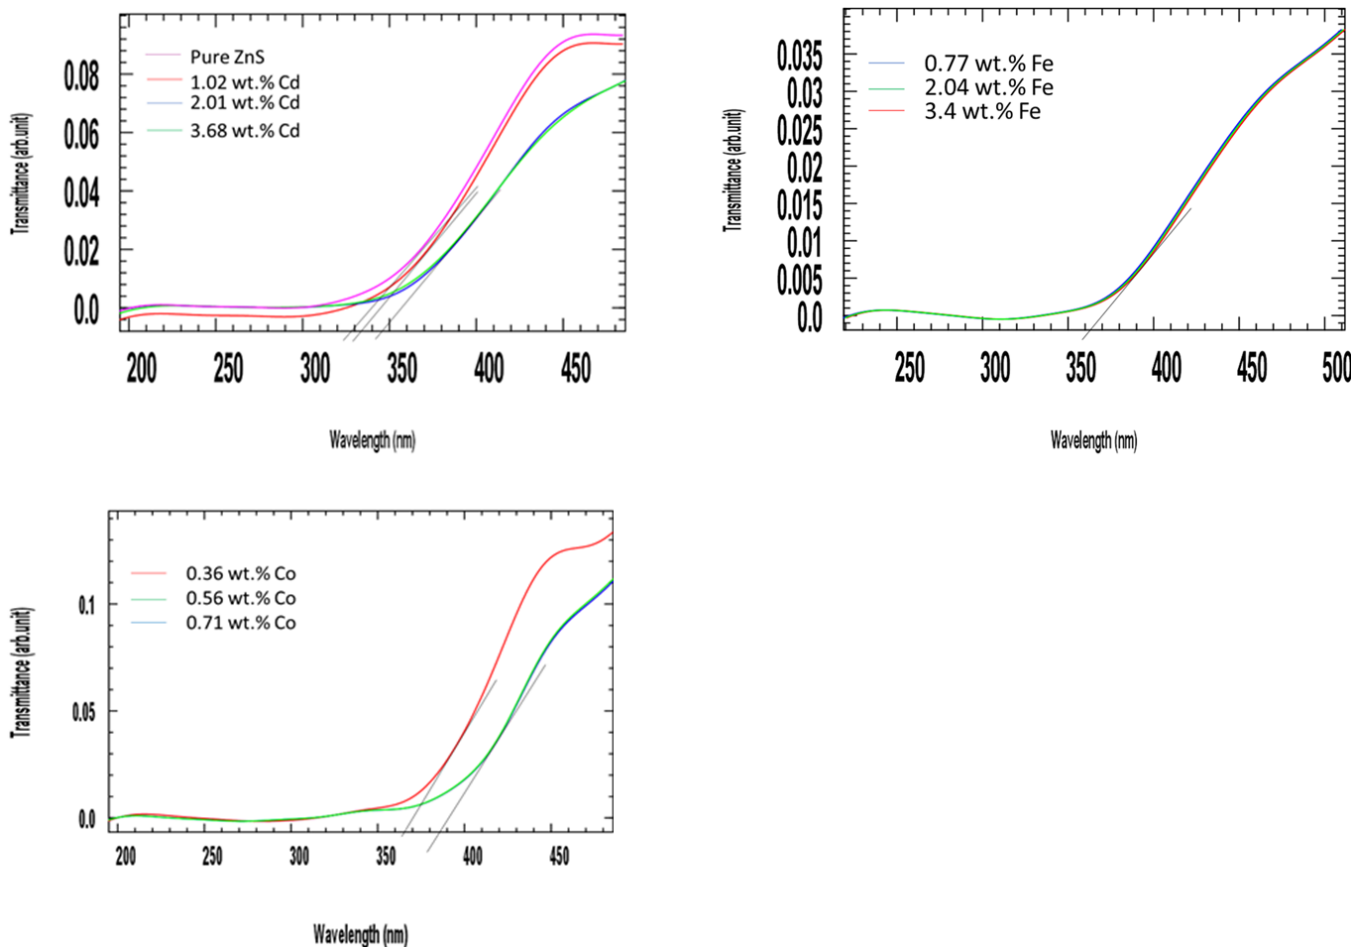 Pure ZnS
1.02 wt.% Cd
2.01 wt.% Cd
3.68 wt.% Cd
0.08
0.06
0.04
0.02
0.0
200 250 300 350 400 450
Transmittance (arb.unit)
Wavelength (nm)
0.77 wt.% Fe
2.04 wt.% Fe
3.4 wt.% Fe
0.035
0.03
0.025
0.02
0.015
0.01
0.005
0.0
250 300 350 400 450 500
Transmittance (arb.unit)
Wavelength (nm)
0.36 wt.% Co
0.56 wt.% Co
0.71 wt.% Co
0.1
0.05
0.0
200 250 300 350 400 450
Transmittance (arb.unit)
Wavelength (nm)